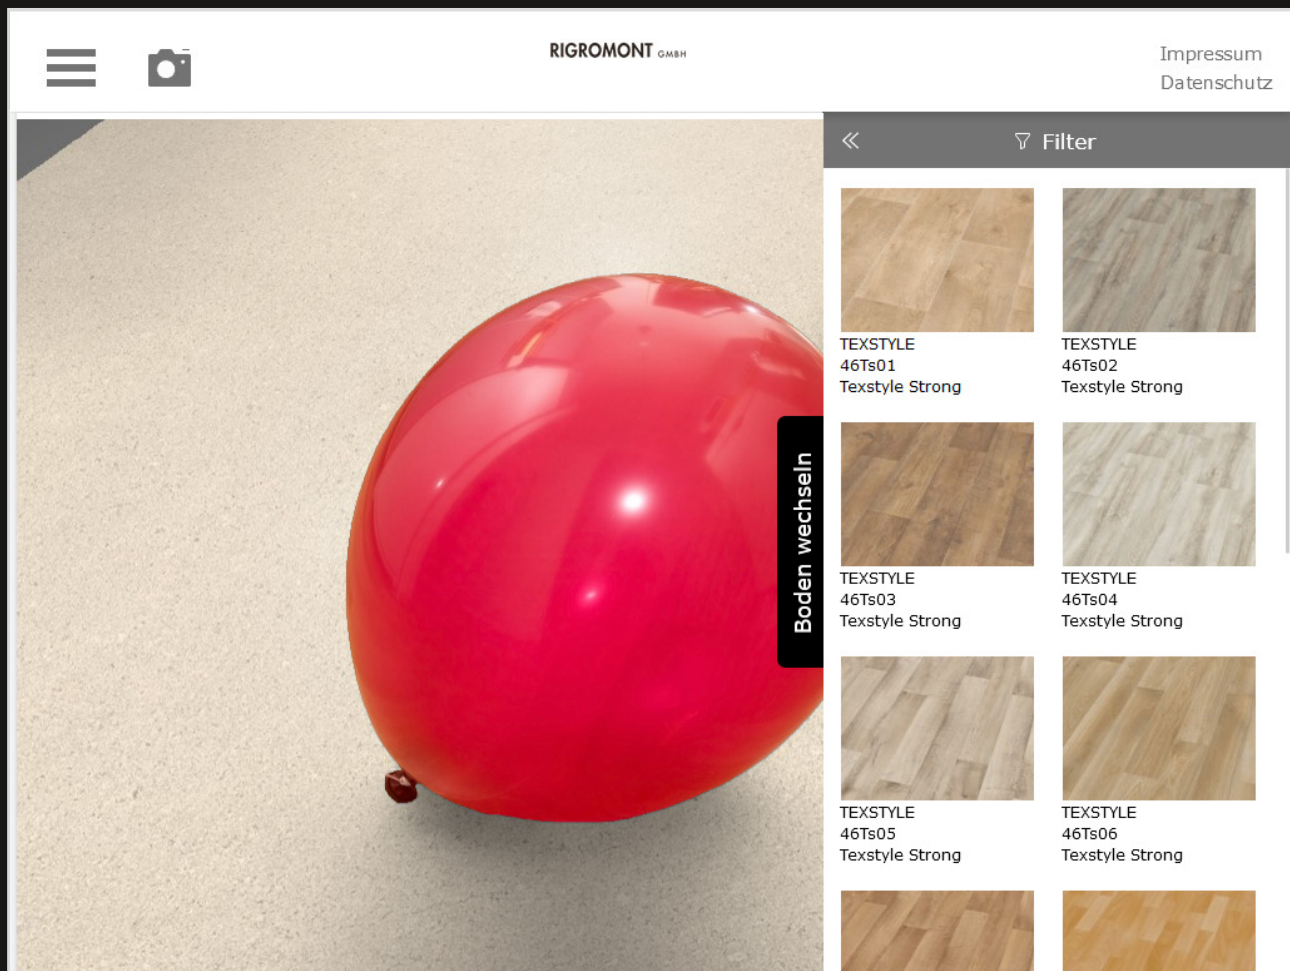 RIGROMONT GMBH
Impressum
Datenschutz
Filter
Boden wechseln
TEXSTYLE
46Ts01
Texstyle Strong
TEXSTYLE
46Ts02
Texstyle Strong
TEXSTYLE
46Ts03
Texstyle Strong
TEXSTYLE
46Ts04
Texstyle Strong
TEXSTYLE
46Ts05
Texstyle Strong
TEXSTYLE
46Ts06
Texstyle Strong